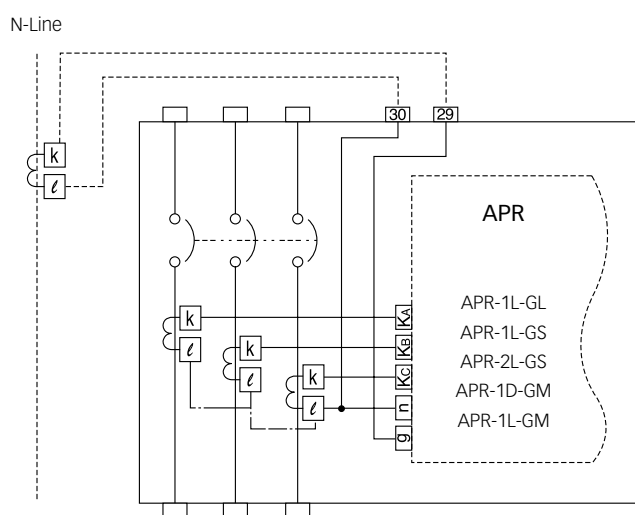 N-Line
30 29
k
ℓ
APR
k
ℓ
k
ℓ
k
ℓ
KA
KB
KC
n
g
APR-1L-GL
APR-1L-GS
APR-2L-GS
APR-1D-GM
APR-1L-GM